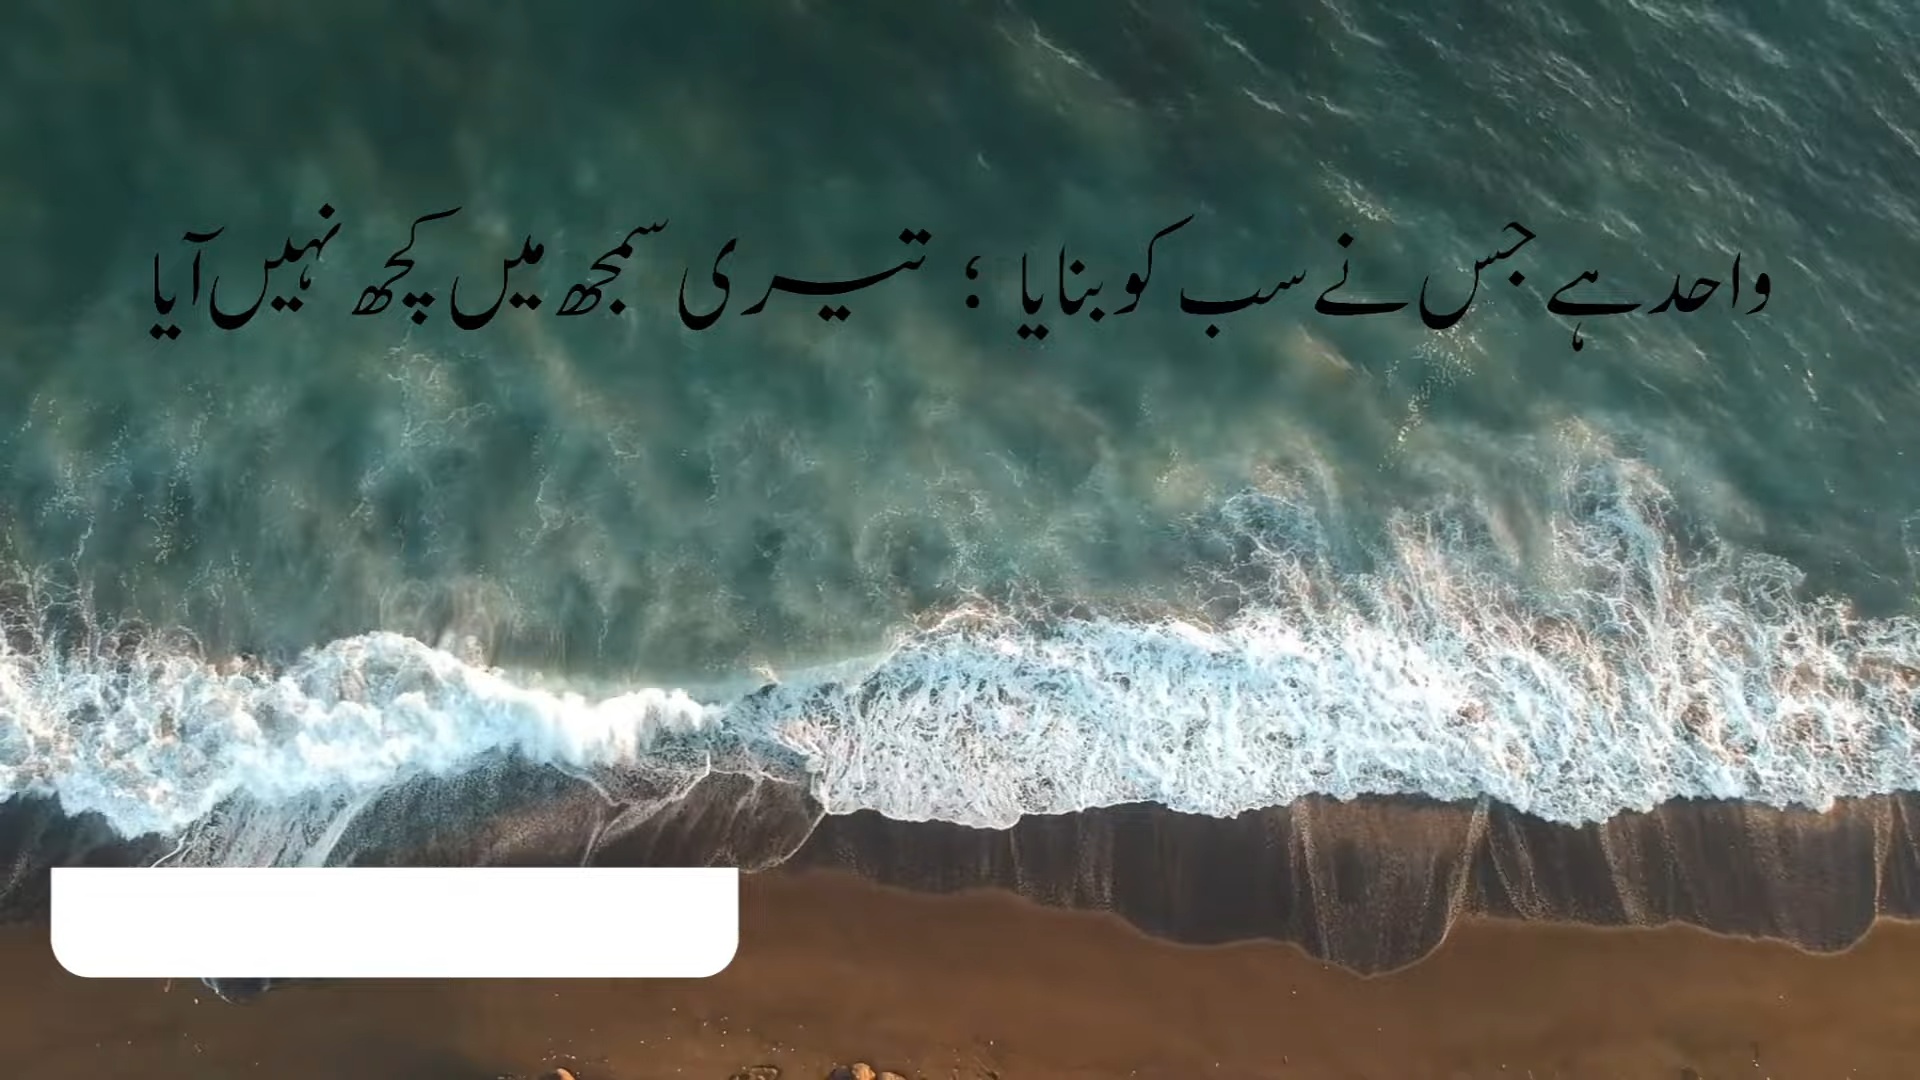 واحد ہے جس نے سب کو بنایا ؛ تیری سمجھ میں کچھ نہیں آیا